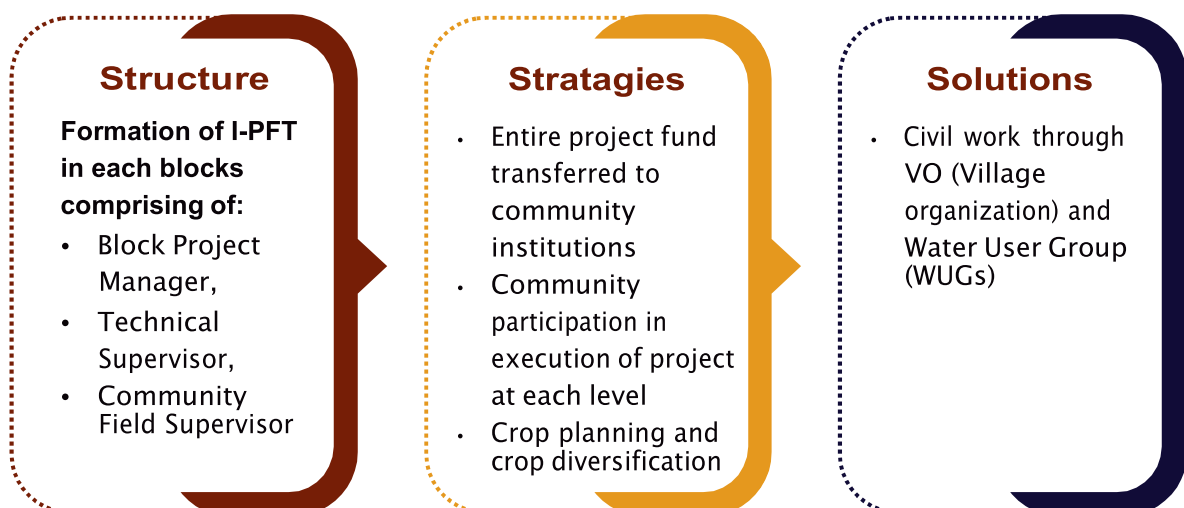 Structure
Formation of I-PFT
in each blocks
comprising of:
• Block Project
Manager,
• Technical
Supervisor,
• Community
Field Supervisor
Stratagies
• Entire project fund
transferred to
community
institutions
• Community
participation in
execution of project
at each level
• Crop planning and
crop diversification
Solutions
• Civil work through
VO (Village
organization) and
Water User Group
(WUGs)